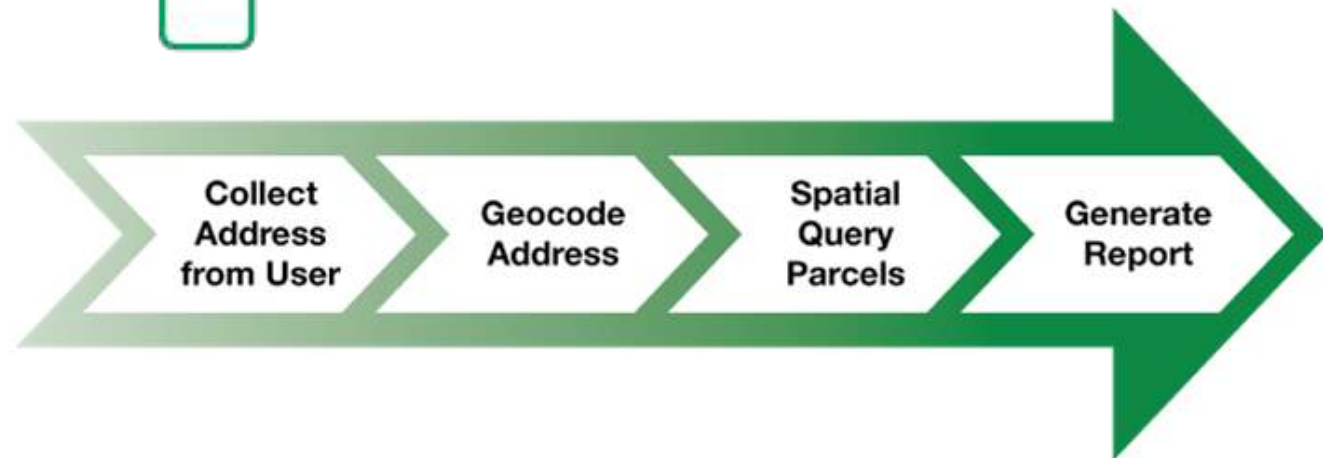 Collect
Address
from User
Geocode
Address
Spatial
Query
Parcels
Generate
Report